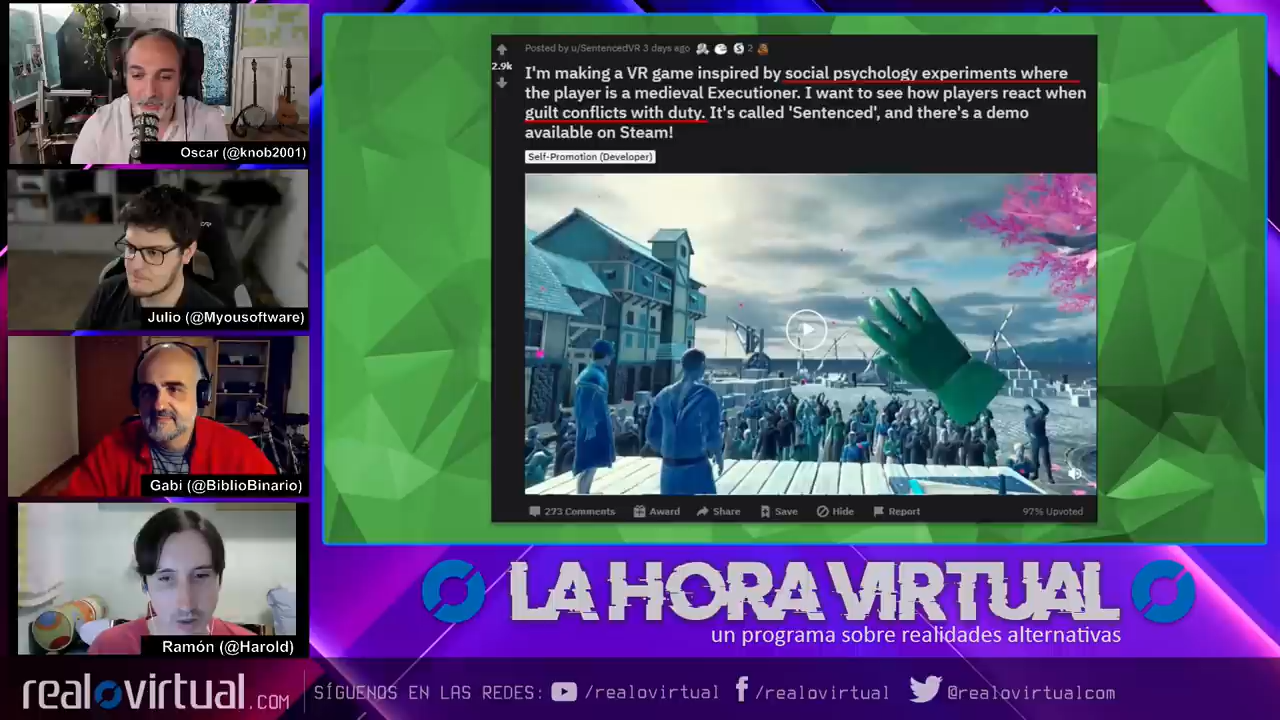 Oscar (@knob2001)
Julio (@Myousoftware)
Gabi (@BiblioBinario)
Ramón (@Harold)
Posted by u/SentencedVR 3 days ago 2
2.9k
I'm making a VR game inspired by social psychology experiments where
the player is a medieval Executioner. I want to see how players react when
guilt conflicts with duty. It's called 'Sentenced', and there's a demo
available on Steam!
Self-Promotion (Developer)
273 Comments Award Share Save Hide Report 97% Upvoted
LA HORA VIRTUAL
un programa sobre realidades alternativas
realovirtual.com SÍGUENOS EN LAS REDES: /realovirtual /realovirtual @realovirtualcom